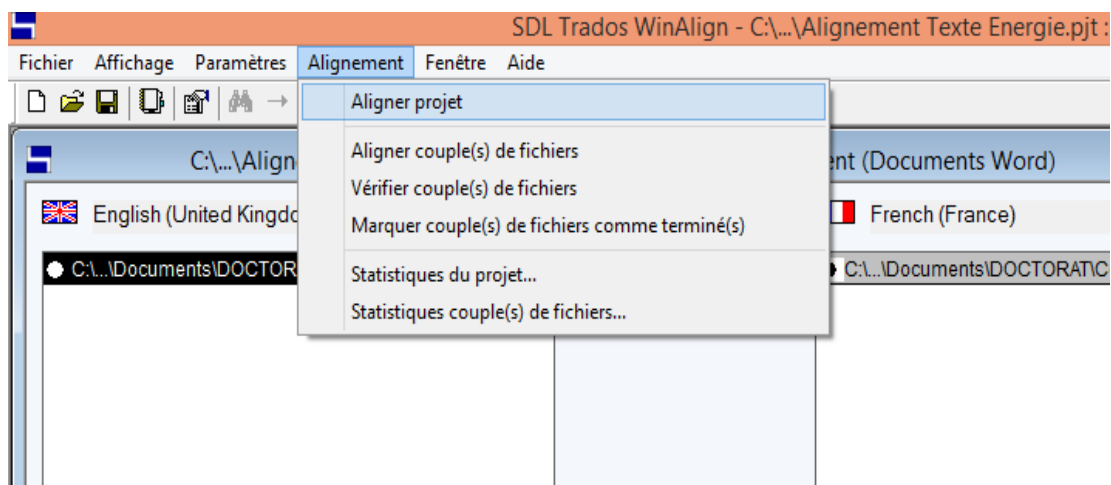 SDL Trados WinAlign - C:\...\Alignement Texte Energie.pjt :
Fichier Affichage Paramètres Alignement Fenêtre Aide
Aligner projet
Aligner couple(s) de fichiers
Vérifier couple(s) de fichiers
Marquer couple(s) de fichiers comme terminé(s)
Statistiques du projet...
Statistiques couple(s) de fichiers...
C:\...\Align
ent (Documents Word)
English (United Kingdo
French (France)
C:\...\Documents\DOCTOR
C:\...\Documents\DOCTORAT\C